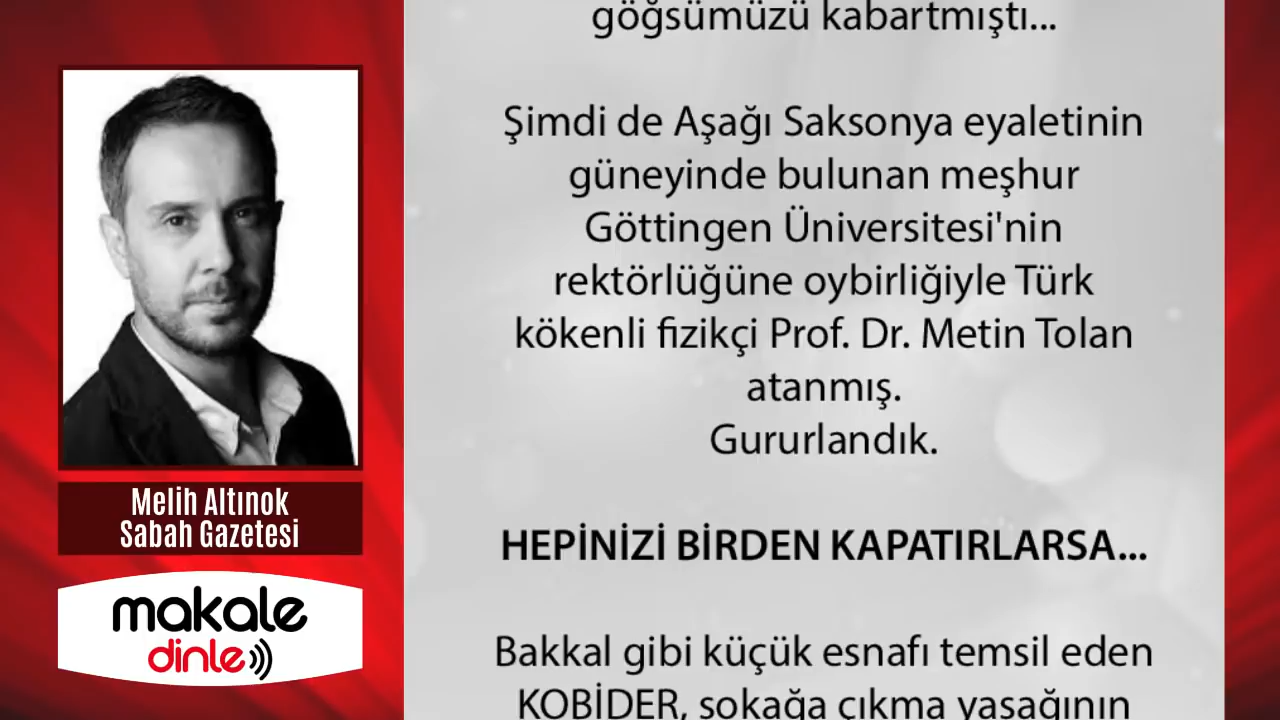 göğsümüzü kabartmıştı...
Şimdi de Aşağı Saksonya eyaletinin
güneyinde bulunan meşhur
Göttingen Üniversitesi'nin
rektörlüğüne oybirliğiyle Türk
kökenli fizikçi Prof. Dr. Metin Tolan
atanmış.
Gururlandık.
HEPİNİZİ BİRDEN KAPATIRLARSA...
Bakkal gibi küçük esnafı temsil eden
KOBİDER, sokağa çıkma yasağının
Melih Altınok
Sabah Gazetesi
makale
dinle